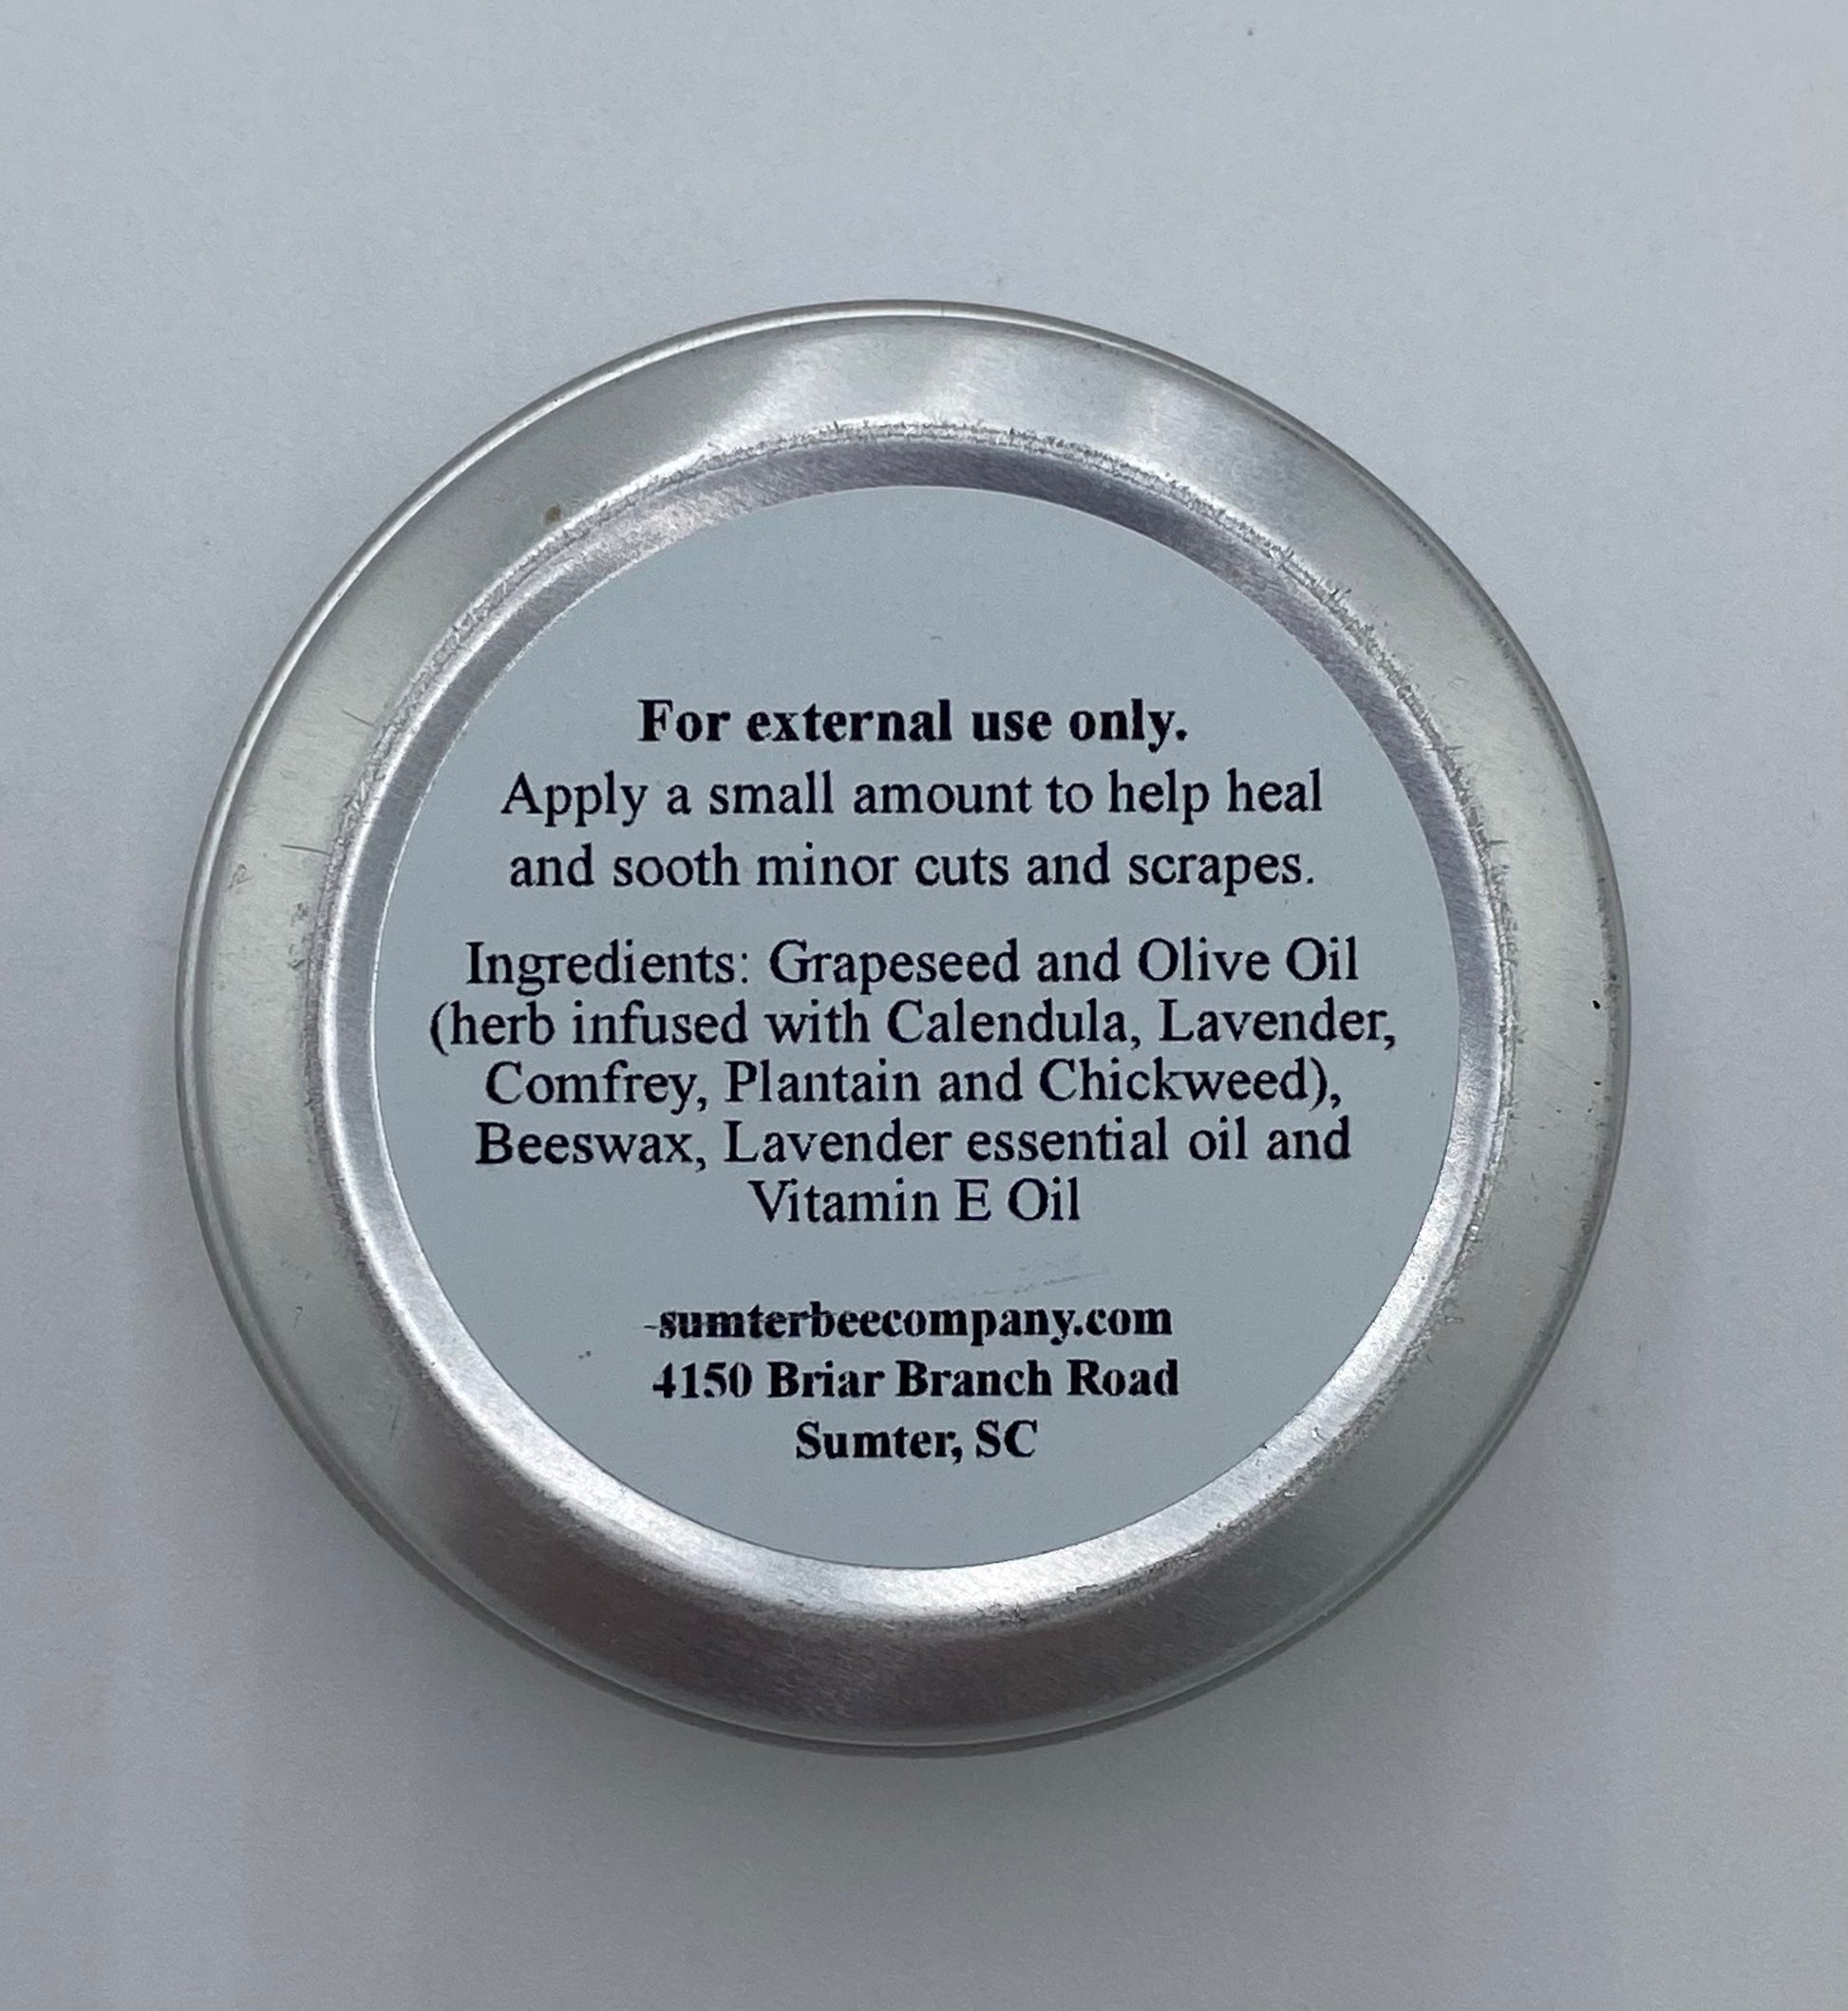 For external use only.
Apply a small amount to help heal
and sooth minor cuts and scrapes.
Ingredients: Grapeseed and Olive Oil
(herb infused with Calendula, Lavender,
Comfrey, Plantain and Chickweed),
Beeswax, Lavender essential oil and
Vitamin E Oil
sumterbeecompany.com
4150 Briar Branch Road
Sumter, SC